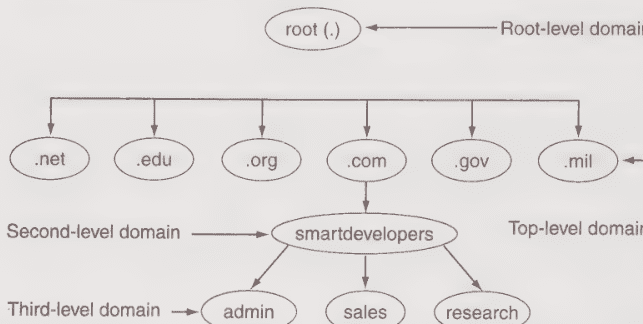 root (.)
Root-level domain
.net .edu .org .com .gov .mil
Second-level domain
smartdevelopers
Top-level domain
Third-level domain
admin sales research